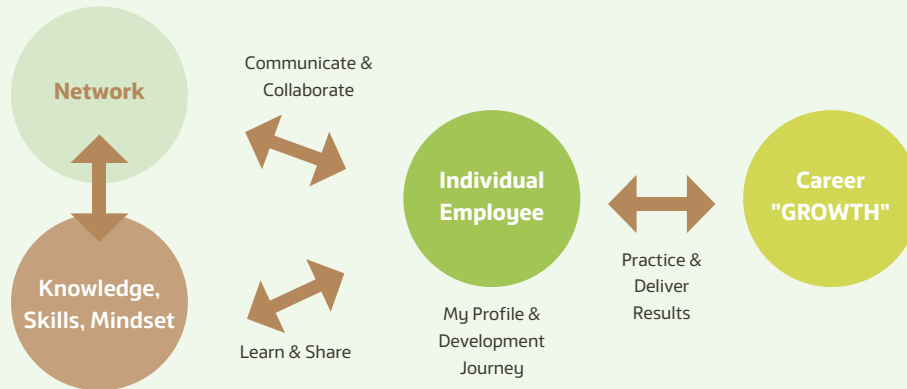 Network
Communicate &
Collaborate
Knowledge,
Skills, Mindset
Learn & Share
Individual
Employee
My Profile &
Development
Journey
Practice &
Deliver
Results
Career
"GROWTH"